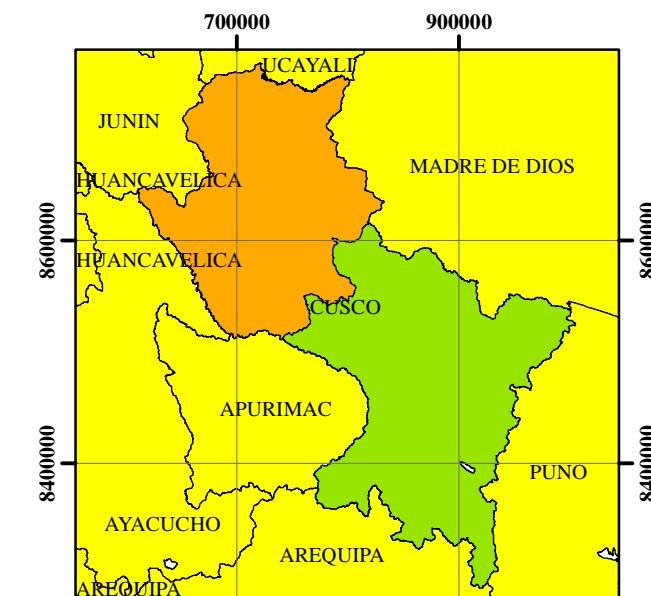 700000 900000
UCAYALI
JUNIN
MADRE DE DIOS
HUANCAVELICA
8600000 8600000
HUANCAVELICA
CUSCO
APURIMAC
8400000 8400000
PUNO
AYACUCHO
AREQUIPA
AREQUIPA